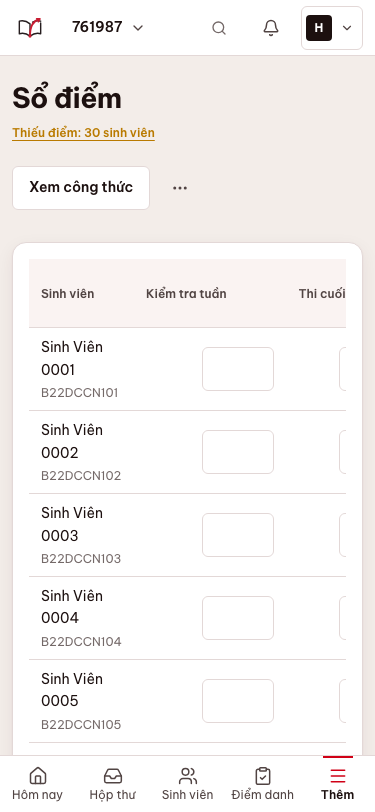 761987
H
Sổ điểm
Thiếu điểm: 30 sinh viên
Xem công thức
Sinh viên Kiểm tra tuần Thi cuối
Sinh Viên
0001
B22DCCN101
Sinh Viên
0002
B22DCCN102
Sinh Viên
0003
B22DCCN103
Sinh Viên
0004
B22DCCN104
Sinh Viên
0005
B22DCCN105
Hôm nay Hộp thư Sinh viên Điểm danh Thêm